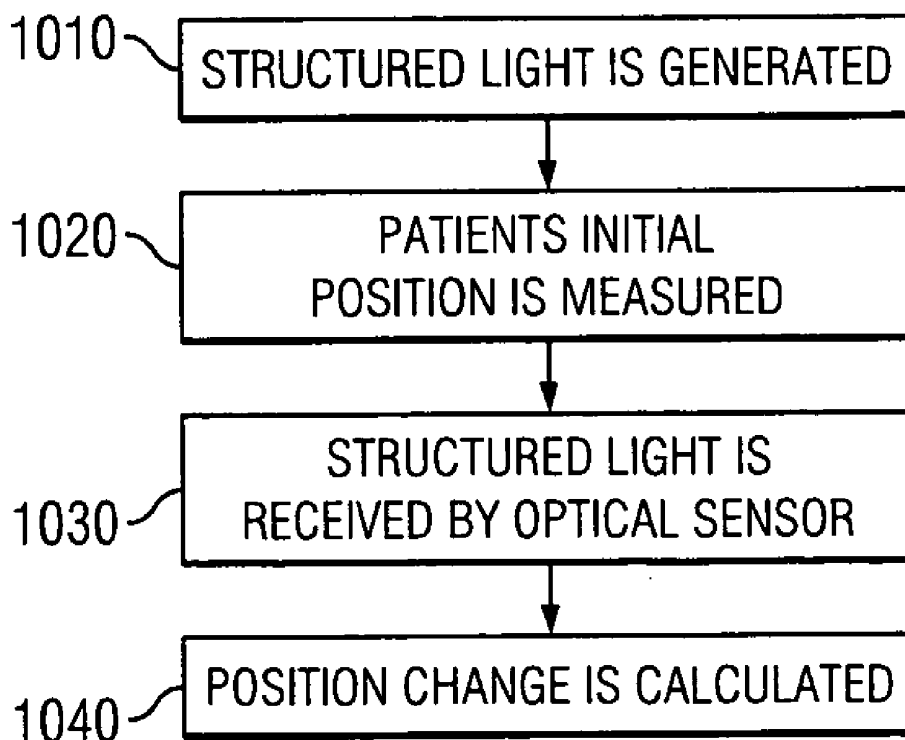 1010
STRUCTURED LIGHT IS GENERATED
1020
PATIENTS INITIAL
POSITION IS MEASURED
1030
STRUCTURED LIGHT IS
RECEIVED BY OPTICAL SENSOR
1040
POSITION CHANGE IS CALCULATED